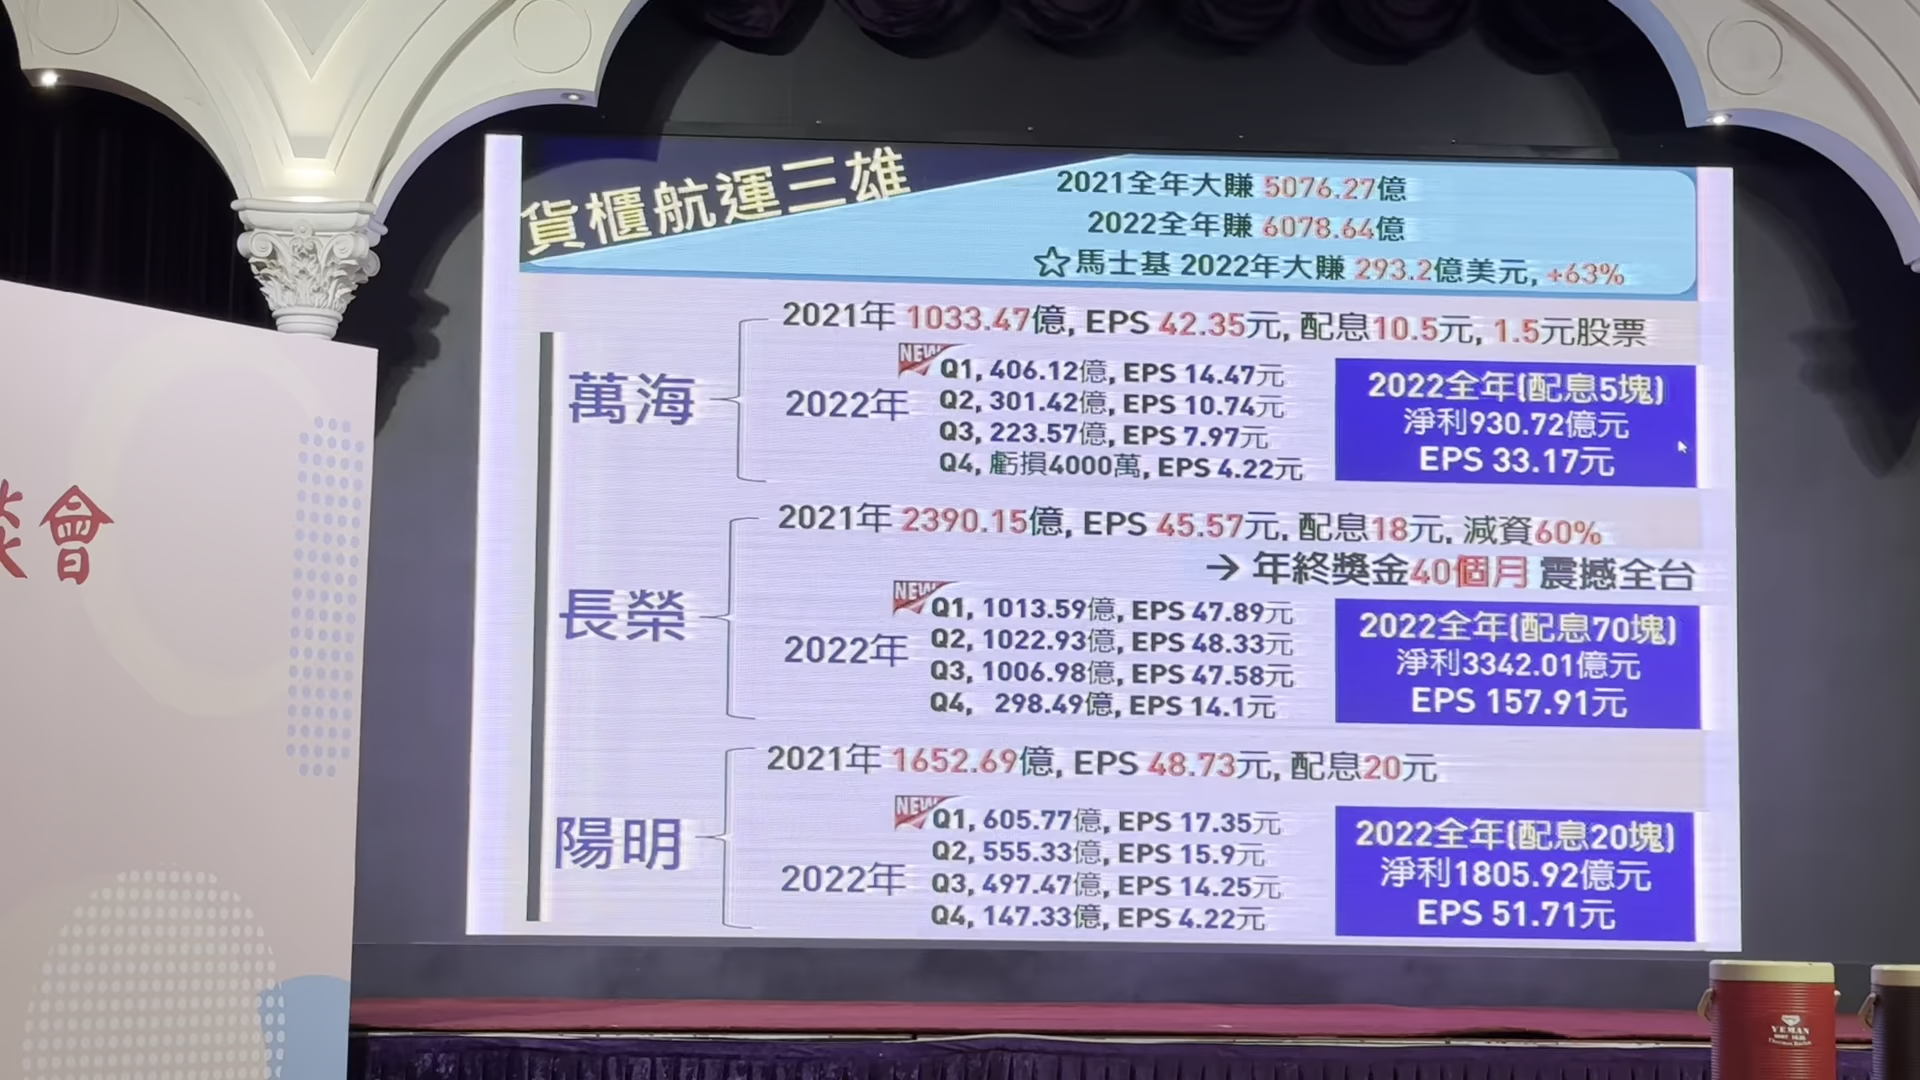 貨櫃航運三雄
2021全年大賺 5076.27億
2022全年賺 6078.64億
☆馬士基 2022年大賺 293.2億美元, +63%
萬海
2021年 1033.47億, EPS 42.35元, 配息10.5元, 1.5元股票
2022年
NEW
Q1, 406.12億, EPS 14.47元
Q2, 301.42億, EPS 10.74元
Q3, 223.57億, EPS 7.97元
Q4, 虧損4000萬, EPS 4.22元
2022全年(配息5塊)
淨利930.72億元
EPS 33.17元
長榮
2021年 2390.15億, EPS 45.57元, 配息18元, 減資60%
→ 年終獎金40個月 震撼全台
2022年
NEW
Q1, 1013.59億, EPS 47.89元
Q2, 1022.93億, EPS 48.33元
Q3, 1006.98億, EPS 47.58元
Q4, 298.49億, EPS 14.1元
2022全年(配息70塊)
淨利3342.01億元
EPS 157.91元
陽明
2021年 1652.69億, EPS 48.73元, 配息20元
2022年
NEW
Q1, 605.77億, EPS 17.35元
Q2, 555.33億, EPS 15.9元
Q3, 497.47億, EPS 14.25元
Q4, 147.33億, EPS 4.22元
2022全年(配息20塊)
淨利1805.92億元
EPS 51.71元
會
YEMAN